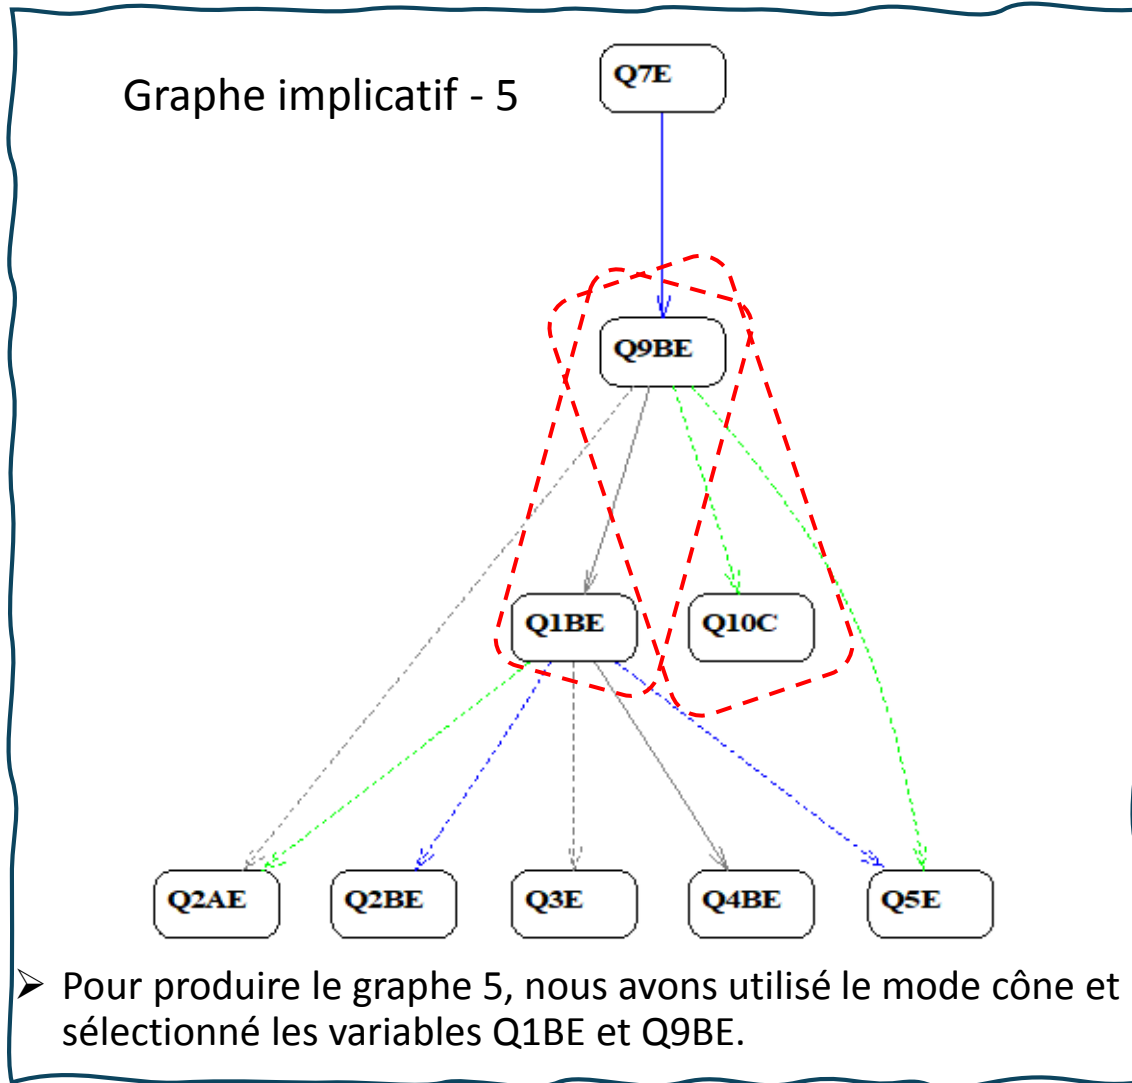 Graphe implicatif - 5
Q7E
Q9BE
Q1BE
Q10C
Q2AE
Q2BE
Q3E
Q4BE
Q5E
➢ Pour produire le graphe 5, nous avons utilisé le mode cône et
sélectionné les variables Q1BE et Q9BE.